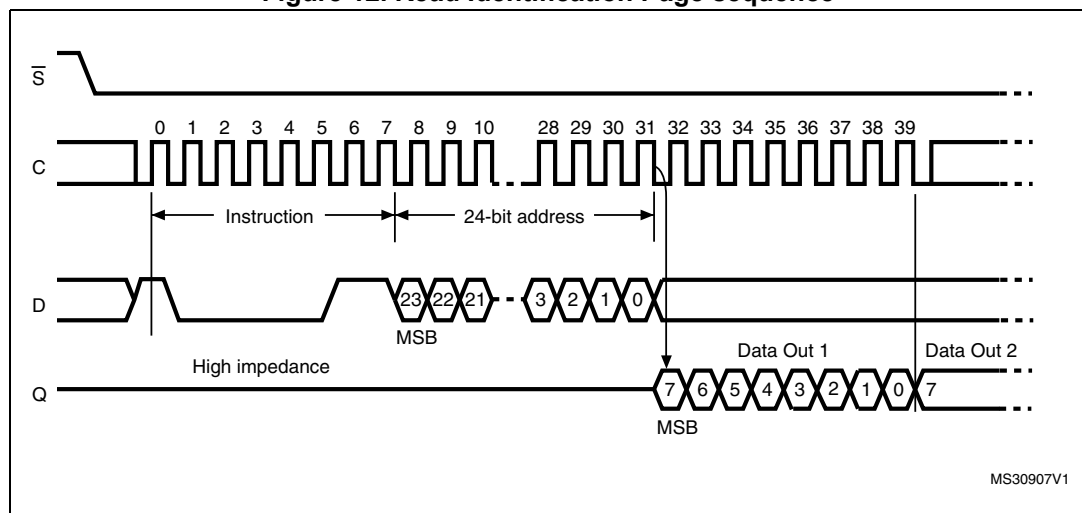 Figure 12. Read Identification Page sequence
S
0 1 2 3 4 5 6 7 8 9 10 28 29 30 31 32 33 34 35 36 37 38 39
C
Instruction 24-bit address
D 23 22 21 3 2 1 0
MSB
High impedance Data Out 1 Data Out 2
Q 7 6 5 4 3 2 1 0 7
MSB
MS30907V1